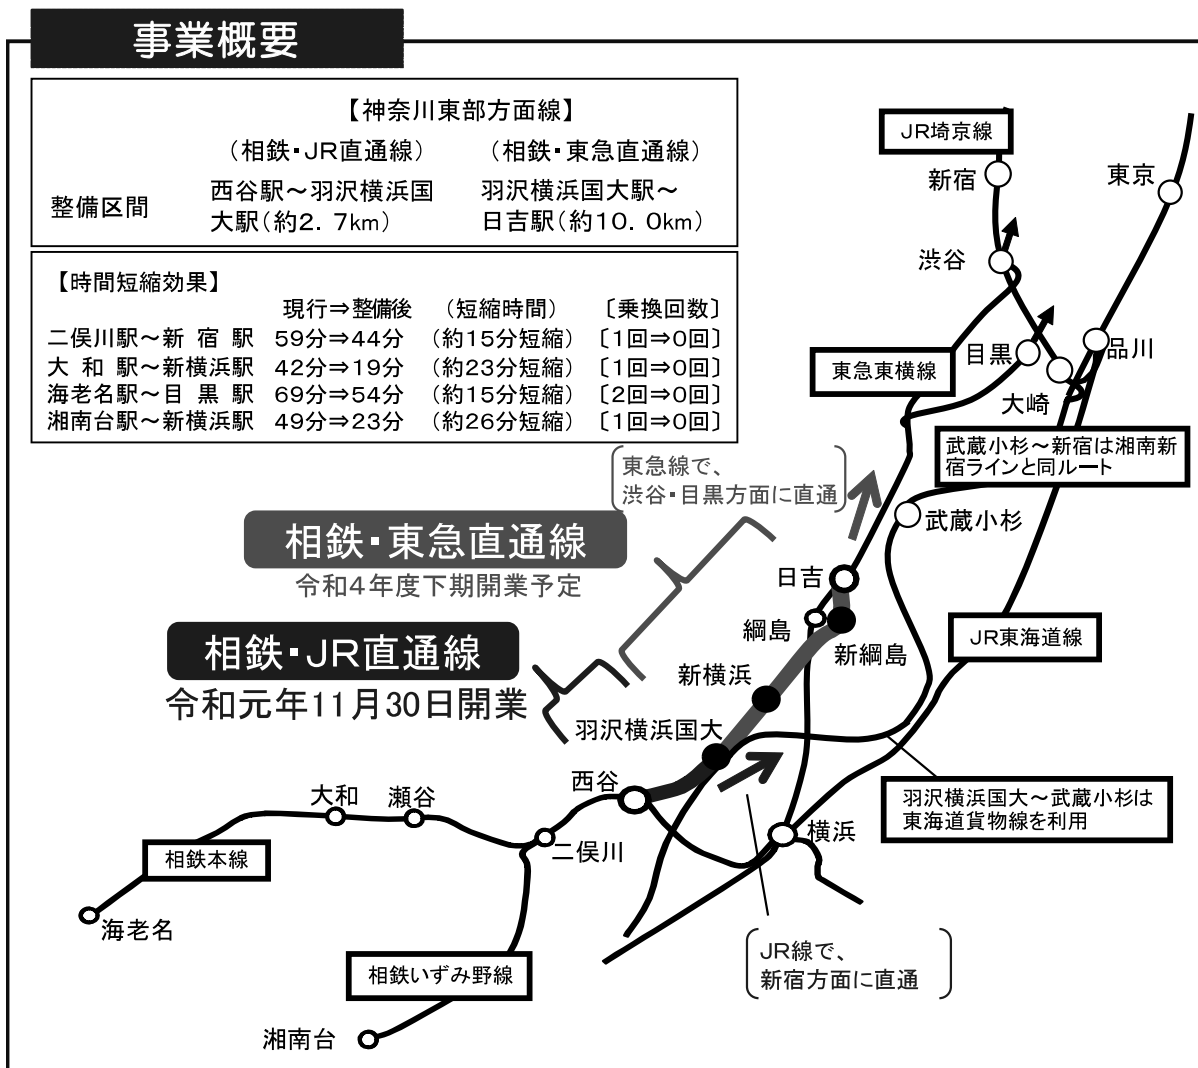 事業概要
【神奈川東部方面線】
(相鉄・JR直通線) (相鉄・東急直通線)
整備区間
西谷駅～羽沢横浜国
大駅(約2.7km)
羽沢横浜国大駅～
日吉駅(約10.0km)
【時間短縮効果】
現行⇒整備後 (短縮時間) 〔乗換回数〕
二俣川駅～新宿駅 59分⇒44分 (約15分短縮) 〔1回⇒0回〕
大和駅～新横浜駅 42分⇒19分 (約23分短縮) 〔1回⇒0回〕
海老名駅～目黒駅 69分⇒54分 (約15分短縮) 〔2回⇒0回〕
湘南台駅～新横浜駅 49分⇒23分 (約26分短縮) 〔1回⇒0回〕
JR埼京線
新宿
東京
渋谷
目黒
品川
大崎
東急東横線
武蔵小杉～新宿は湘南新
宿ラインと同ルート
東急線で、
渋谷・目黒方面に直通
武蔵小杉
相鉄・東急直通線
令和4年度下期開業予定
日吉
綱島
新綱島
JR東海道線
相鉄・JR直通線
令和元年11月30日開業
新横浜
羽沢横浜国大
西谷
羽沢横浜国大～武蔵小杉は
東海道貨物線を利用
大和
瀬谷
二俣川
横浜
相鉄本線
海老名
JR線で、
新宿方面に直通
相鉄いずみ野線
湘南台